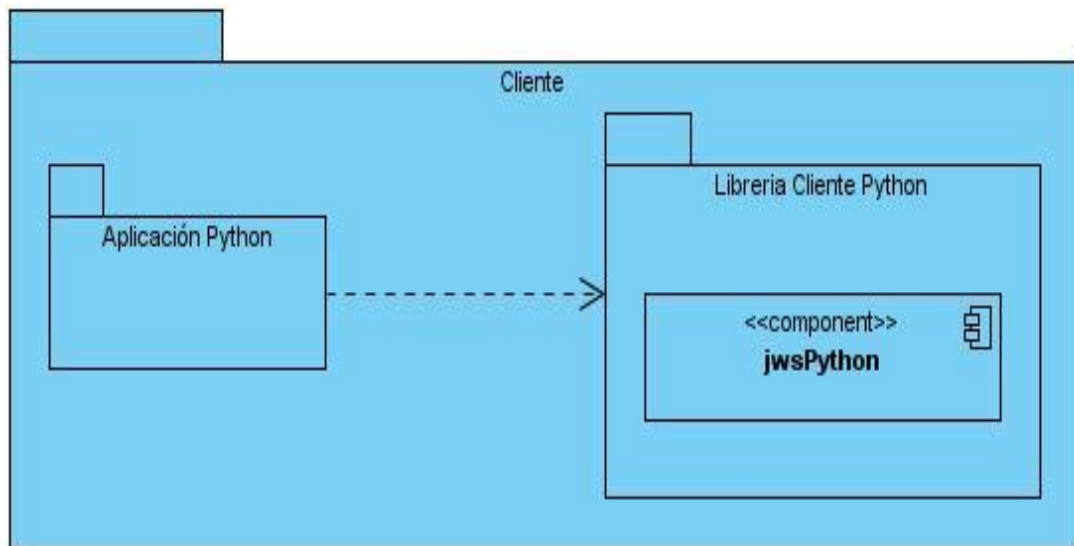 Cliente
Aplicación Python
Libreria Cliente Python
<<component>>
jwsPython